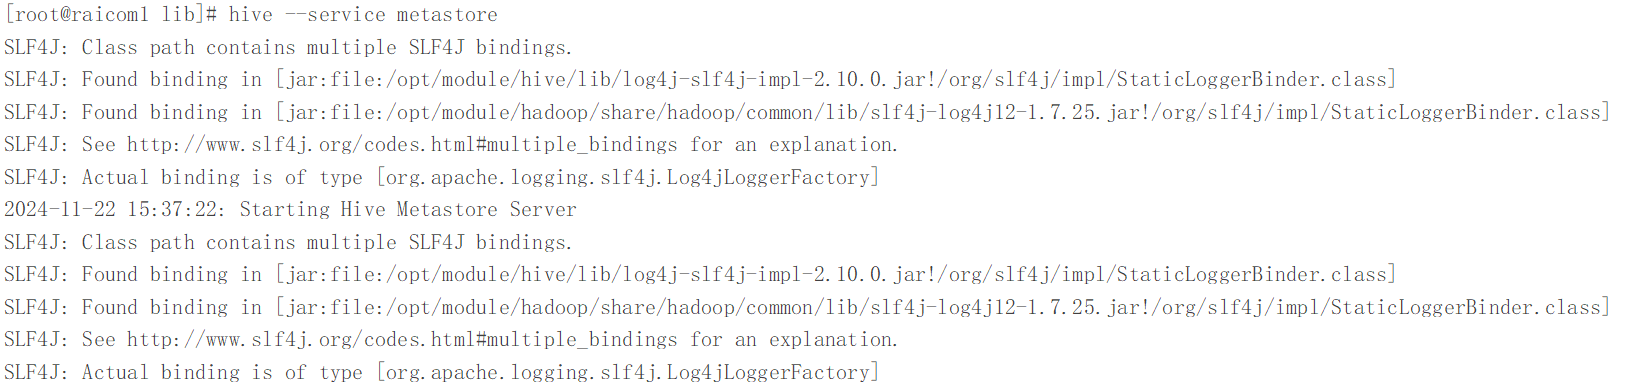 [root@raicom1 lib]# hive --service metastore
SLF4J: Class path contains multiple SLF4J bindings.
SLF4J: Found binding in [jar:file:/opt/module/hive/lib/log4j-slf4j-impl-2.10.0.jar!/org/slf4j/impl/StaticLoggerBinder.class]
SLF4J: Found binding in [jar:file:/opt/module/hadoop/share/hadoop/common/lib/slf4j-log4j12-1.7.25.jar!/org/slf4j/impl/StaticLoggerBinder.class]
SLF4J: See http://www.slf4j.org/codes.html#multiple_bindings for an explanation.
SLF4J: Actual binding is of type [org.apache.logging.slf4j.Log4jLoggerFactory]
2024-11-22 15:37:22: Starting Hive Metastore Server
SLF4J: Class path contains multiple SLF4J bindings.
SLF4J: Found binding in [jar:file:/opt/module/hive/lib/log4j-slf4j-impl-2.10.0.jar!/org/slf4j/impl/StaticLoggerBinder.class]
SLF4J: Found binding in [jar:file:/opt/module/hadoop/share/hadoop/common/lib/slf4j-log4j12-1.7.25.jar!/org/slf4j/impl/StaticLoggerBinder.class]
SLF4J: See http://www.slf4j.org/codes.html#multiple_bindings for an explanation.
SLF4J: Actual binding is of type [org.apache.logging.slf4j.Log4jLoggerFactory]